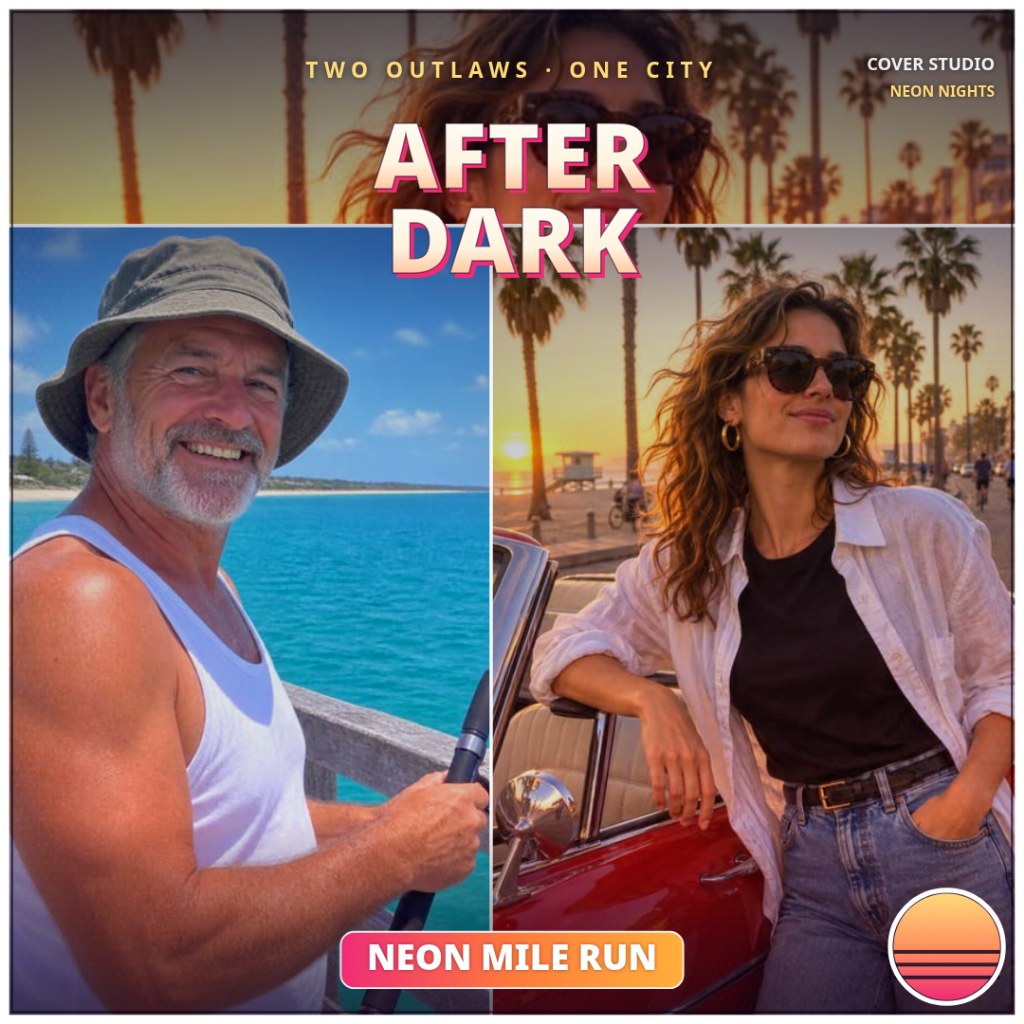 TWO OUTLAWS · ONE CITY
COVER STUDIO
NEON NIGHTS
AFTER
DARK
NEON MILE RUN